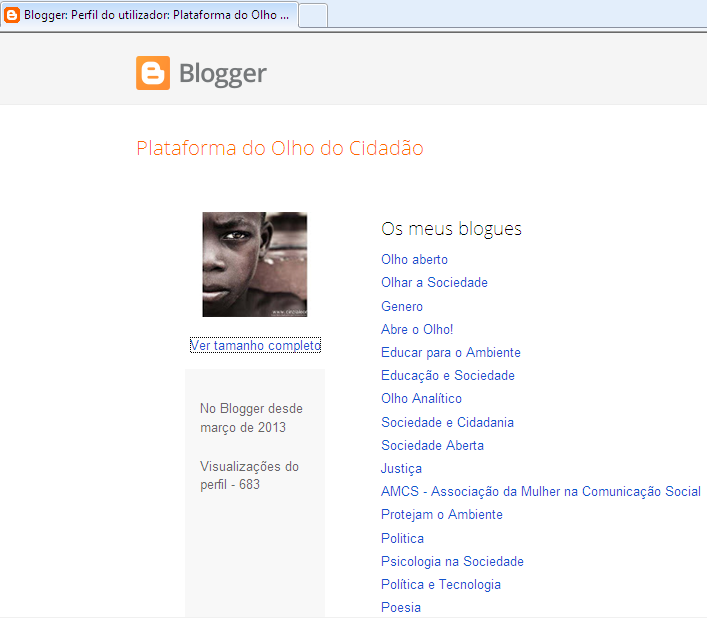 Blogger: Perfil do utilizador: Plataforma do Olho ...
Blogger
Plataforma do Olho do Cidadão
Ver tamanho completo
No Blogger desde
março de 2013
Visualizações do
perfil - 683
Os meus blogues
Olho aberto
Olhar a Sociedade
Genero
Abre o Olho!
Educar para o Ambiente
Educação e Sociedade
Olho Analítico
Sociedade e Cidadania
Sociedade Aberta
Justiça
AMCS - Associação da Mulher na Comunicação Social
Protejam o Ambiente
Politica
Psicologia na Sociedade
Política e Tecnologia
Poesia